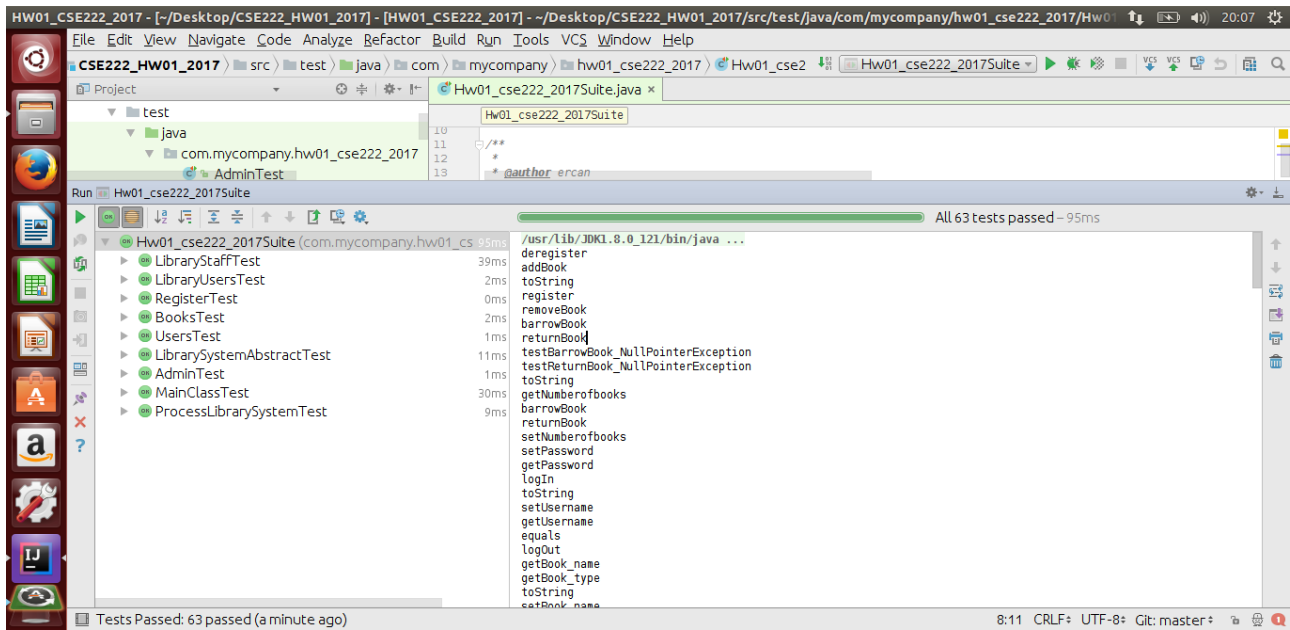 HW01_CSE222_2017 - [~/Desktop/CSE222_HW01_2017] - [HW01_CSE222_2017] - ~/Desktop/CSE222_HW01_2017/src/test/java/com/mycompany/hw01_cse222_2017/Hw01 20:07
File Edit View Navigate Code Analyze Refactor Build Run Tools VCS Window Help
CSE222_HW01_2017 src test java com mycompany hw01_cse222_2017 Hw01_cse2 Hw01_cse222_2017Suite VCS VCS
Project Hw01_cse222_2017Suite.java ×
test Hw01_cse222_2017Suite
java 10
11 /**
com.mycompany.hw01_cse222_2017 12 *
AdminTest 13 * @author ercan
Run Hw01_cse222_2017Suite
All 63 tests passed – 95ms
Hw01_cse222_2017Suite (com.mycompany.hw01_cs 95ms
LibraryStaffTest 39ms
LibraryUsersTest 2ms
RegisterTest 0ms
BooksTest 2ms
UsersTest 1ms
LibrarySystemAbstractTest 11ms
AdminTest 1ms
MainClassTest 30ms
ProcessLibrarySystemTest 9ms
/usr/lib/JDK1.8.0_121/bin/java ...
deregister
addBook
toString
register
removeBook
barrowBook
returnBook
testBarrowBook_NullPointerException
testReturnBook_NullPointerException
toString
getNumberofbooks
barrowBook
returnBook
setNumberofbooks
setPassword
getPassword
logIn
toString
setUsername
getUsername
equals
logOut
getBook_name
getBook_type
toString
setBook_name
Tests Passed: 63 passed (a minute ago) 8:11 CRLF UTF-8 Git: master